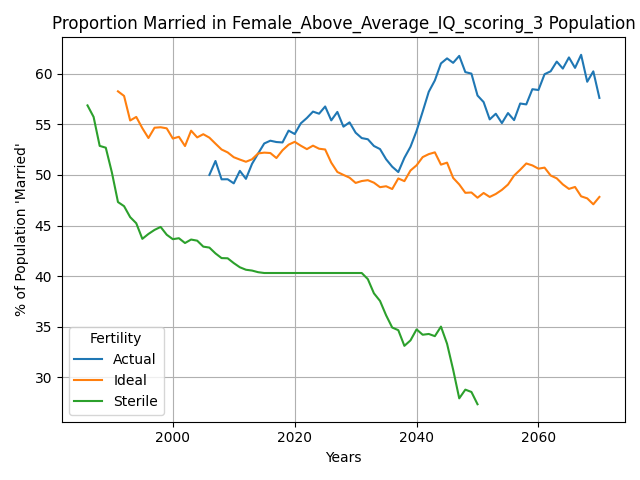 Proportion Married in Female_Above_Average_IQ_scoring_3 Population
% of Population 'Married'
60
55
50
45
40
35
30
Fertility
Actual
Ideal
Sterile
2000 2020 2040 2060
Years